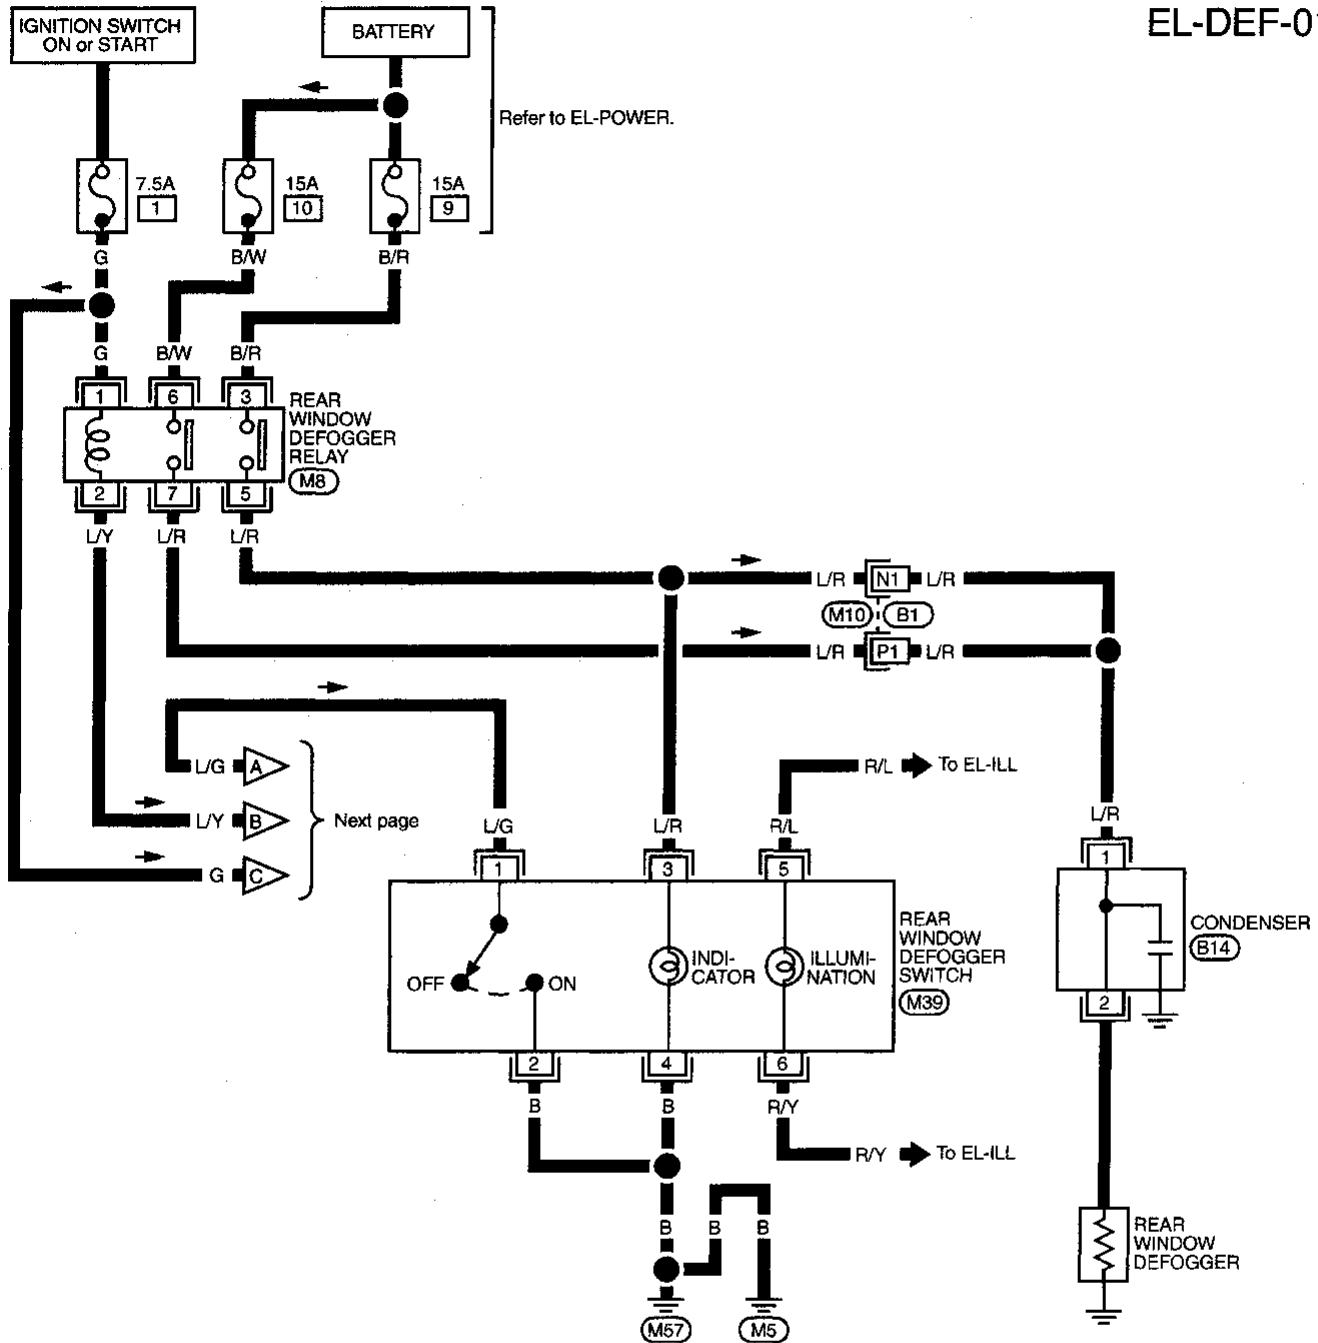 EL-DEF-01
IGNITION SWITCH
ON or START
BATTERY
Refer to EL-POWER.
7.5A
1
15A
10
15A
9
G
B/W
B/R
G
B/W
B/R
1
6
3
REAR
WINDOW
DEFOGGER
RELAY
M8
2
7
5
L/Y
L/R
L/R
L/R
N1
L/R
M10
B1
L/R
P1
L/R
L/G
A
L/Y
B
G
C
Next page
R/L
To EL-ILL
L/G
L/R
R/L
L/R
1
3
5
1
OFF
ON
INDI-
CATOR
ILLUMI-
NATION
REAR
WINDOW
DEFOGGER
SWITCH
M39
CONDENSER
B14
2
2
4
6
B
B
R/Y
R/Y
To EL-ILL
B
B
B
REAR
WINDOW
DEFOGGER
M57
M5